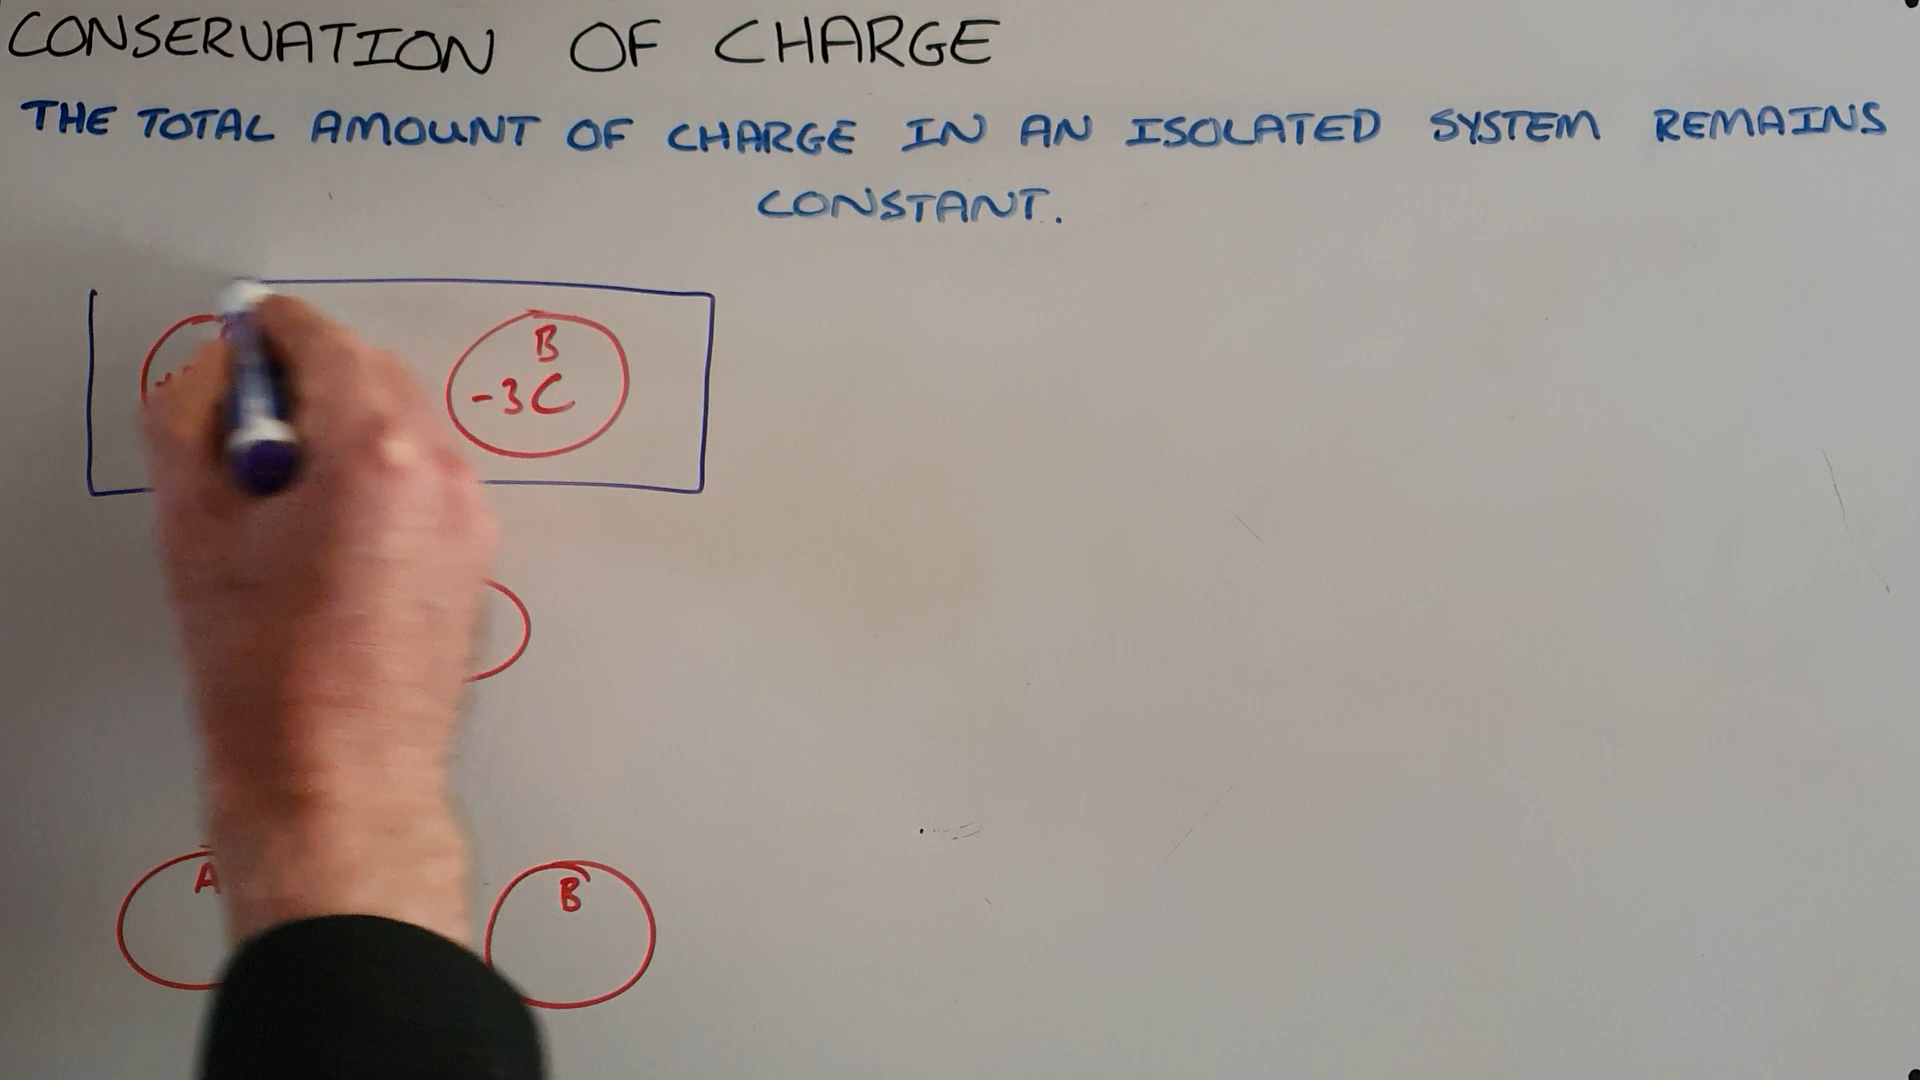 CONSERVATION OF CHARGE
THE TOTAL AMOUNT OF CHARGE IN AN ISOLATED SYSTEM REMAINS
CONSTANT.
B
-3C
A
B